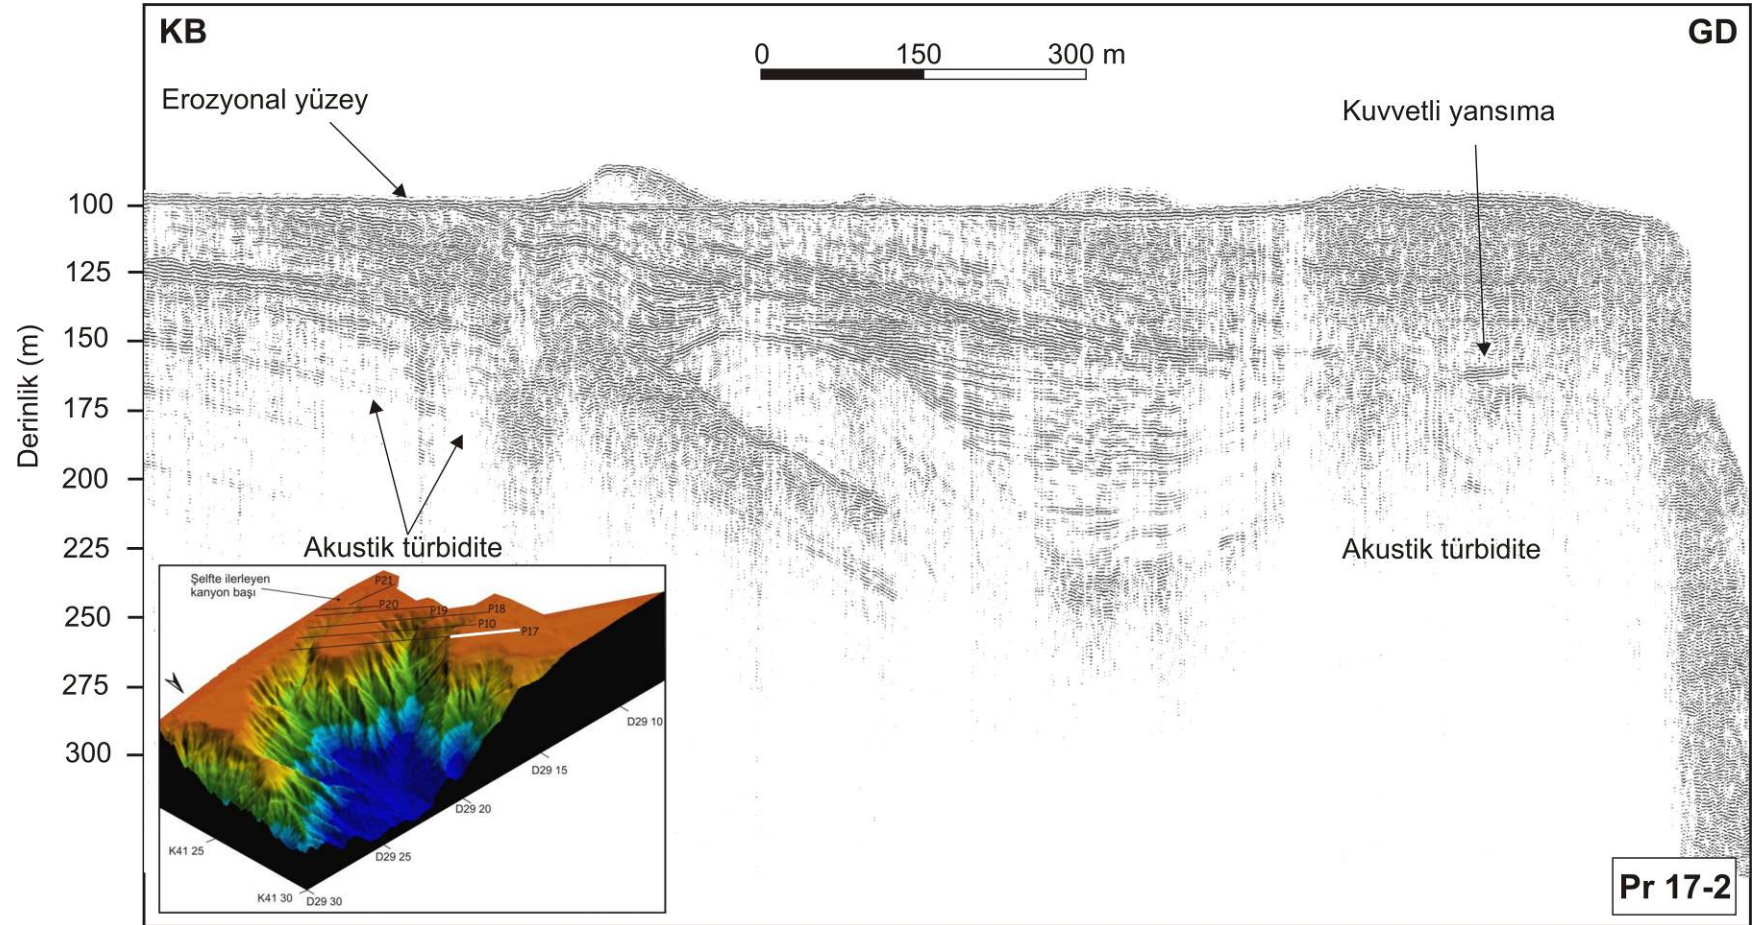 KB
GD
0 150 300 m
Erozyonal yüzey
Kuvvetli yansıma
100
125
150
175
200
225
250
275
300
Derinlik (m)
Akustik türbidite
Akustik türbidite
Şelfte ilerleyen
kanyon başı
P21
P20
P19
P18
P10
P17
D29 10
D29 15
D29 20
D29 25
K41 25
K41 30
D29 30
Pr 17-2